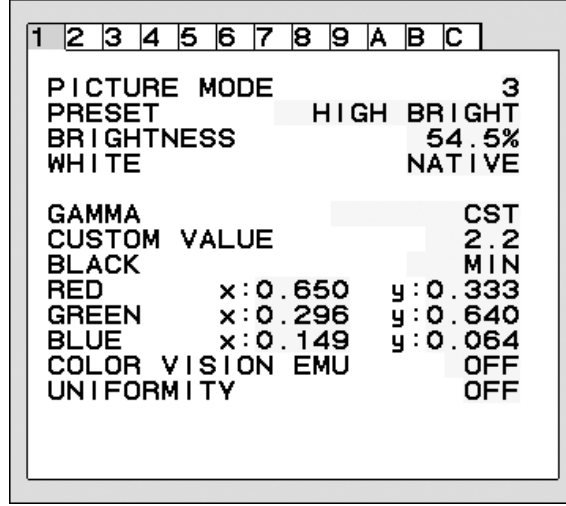 1 2 3 4 5 6 7 8 9 A B C
PICTURE MODE 3
PRESET HIGH BRIGHT
BRIGHTNESS 54.5%
WHITE NATIVE
GAMMA CST
CUSTOM VALUE 2.2
BLACK MIN
RED x:0.650 y:0.333
GREEN x:0.296 y:0.640
BLUE x:0.149 y:0.064
COLOR VISION EMU OFF
UNIFORMITY OFF